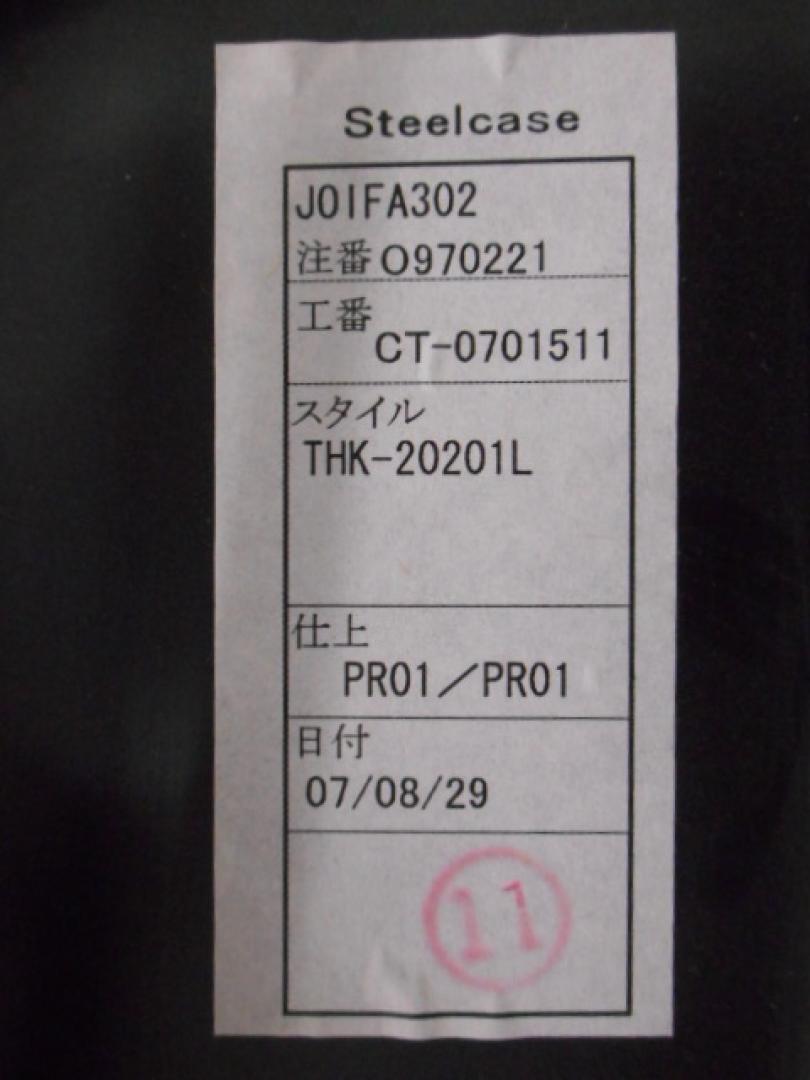 Steelcase
JOIFA302
注番O970221
工番
CT-0701511
スタイル
THK-20201L
仕上
PR01／PR01
日付
07/08/29
11